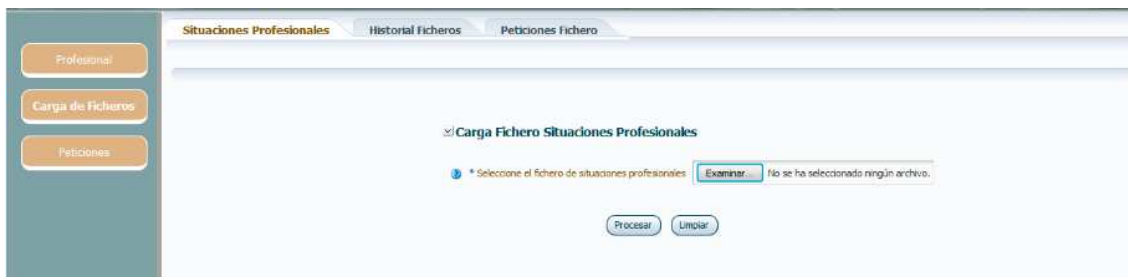 Situaciones Profesionales Historial Ficheros Peticiones Fichero
Profesional
Carga de Ficheros
Peticiones
Carga Fichero Situaciones Profesionales
* Seleccione el fichero de situaciones profesionales Examinar... No se ha seleccionado ningún archivo.
Procesar Limpiar